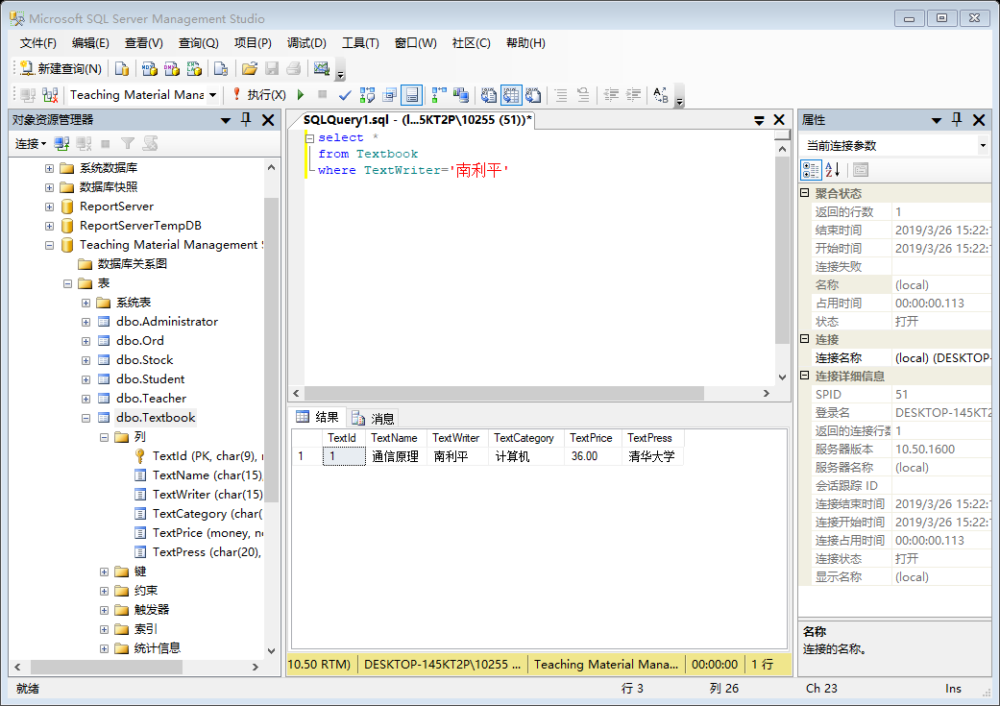 Microsoft SQL Server Management Studio
文件(F) 编辑(E) 查看(V) 查询(Q) 项目(P) 调试(D) 工具(T) 窗口(W) 社区(C) 帮助(H)
新建查询(N)
Teaching Material Mana 执行(X)
对象资源管理器
连接
系统数据库
数据库快照
ReportServer
ReportServerTempDB
Teaching Material Management S
数据库关系图
表
系统表
dbo.Administrator
dbo.Ord
dbo.Stock
dbo.Student
dbo.Teacher
dbo.Textbook
列
TextId (PK, char(9),
TextName (char(15),
TextWriter (char(15)
TextCategory (char(
TextPrice (money, n
TextPress (char(20),
键
约束
触发器
索引
统计信息
SQLQuery1.sql - (l...5KT2P\10255 (51))*
select *
from Textbook
where TextWriter='南利平'
结果 消息
TextId TextName TextWriter TextCategory TextPrice TextPress
1 1 通信原理 南利平 计算机 36.00 清华大学
10.50 RTM) DESKTOP-145KT2P\10255 ... Teaching Material Mana... 00:00:00 1 行
属性
当前连接参数
聚合状态
返回的行数 1
结束时间 2019/3/26 15:22:
开始时间 2019/3/26 15:22:
连接失败
名称 (local)
占用时间 00:00:00.113
状态 打开
连接
连接名称 (local) (DESKTOP-
连接详细信息
SPID 51
登录名 DESKTOP-145KT2
返回的连接行数 1
服务器版本 10.50.1600
服务器名称 (local)
会话跟踪 ID
连接结束时间 2019/3/26 15:22:
连接开始时间 2019/3/26 15:22:
连接占用时间 00:00:00.113
连接状态 打开
显示名称 (local)
名称
连接的名称。
就绪 行 3 列 26 Ch 23 Ins